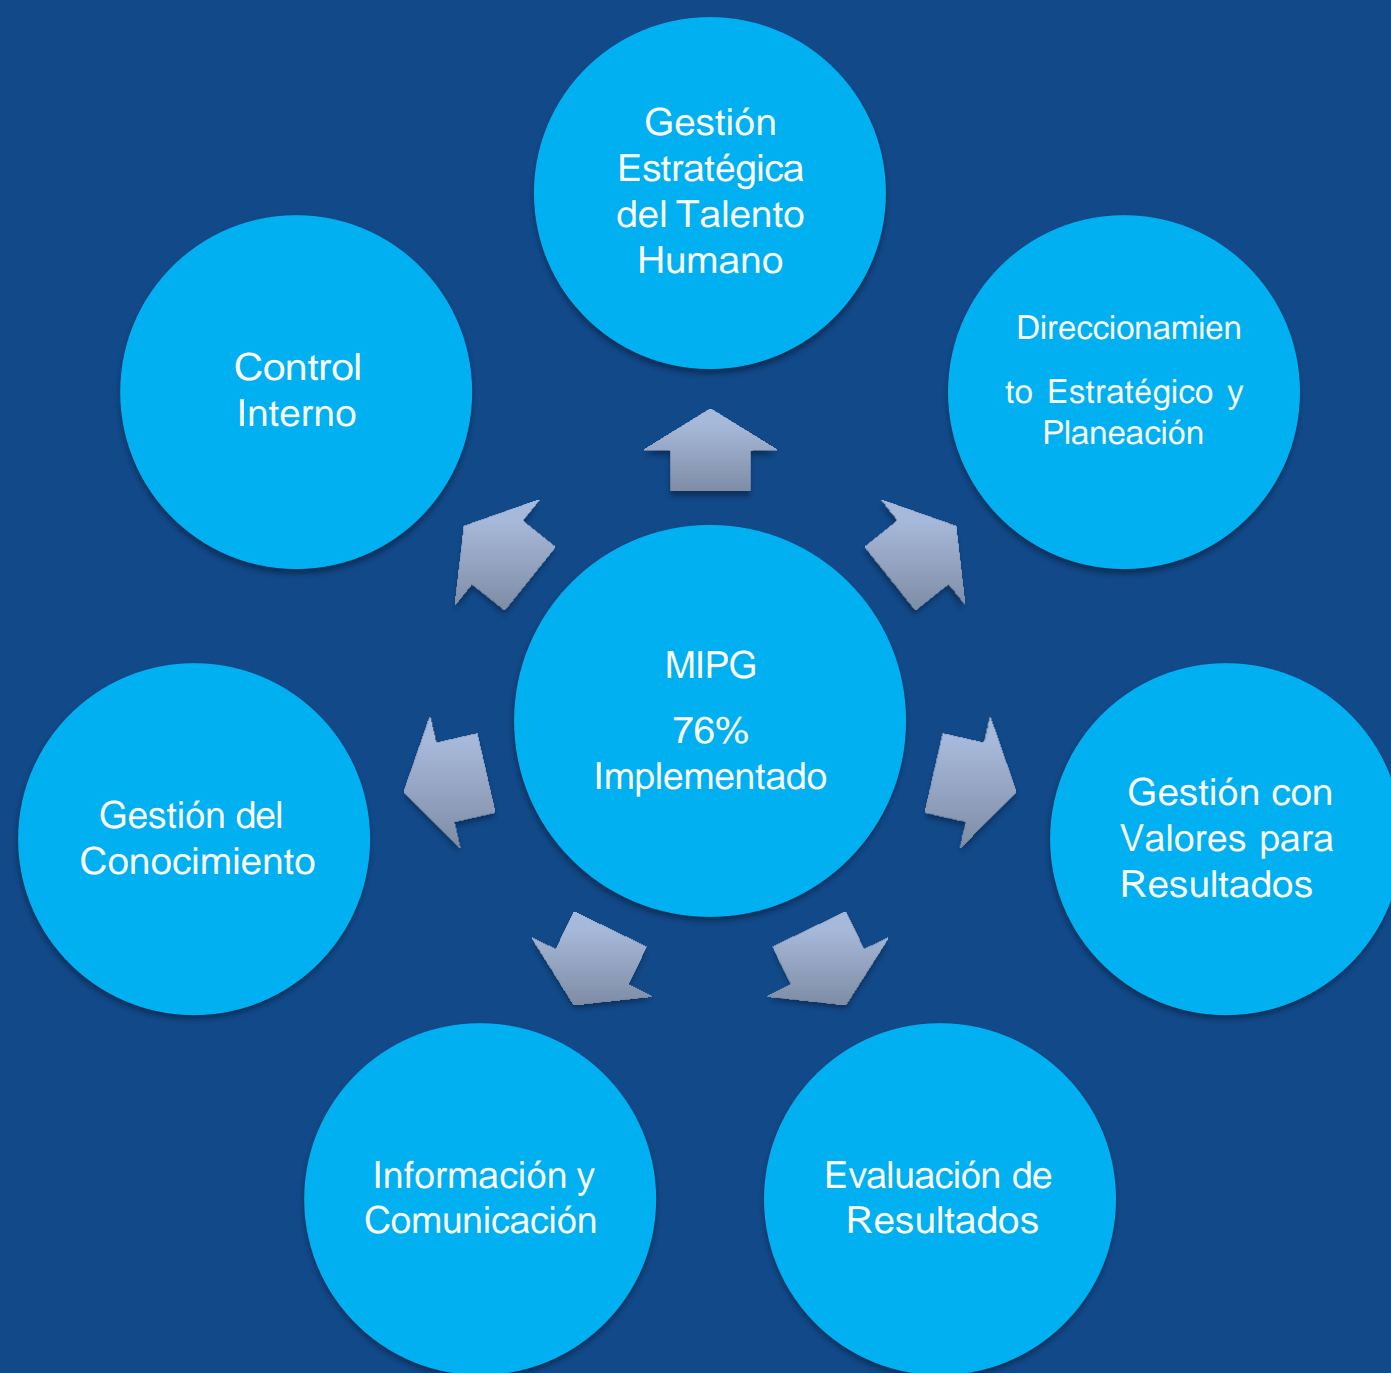 Gestión
Estratégica
del Talento
Humano
Direccionamien
to Estratégico y
Planeación
Control
Interno
MIPG
76%
Implementado
Gestión con
Valores para
Resultados
Gestión del
Conocimiento
Información y
Comunicación
Evaluación de
Resultados